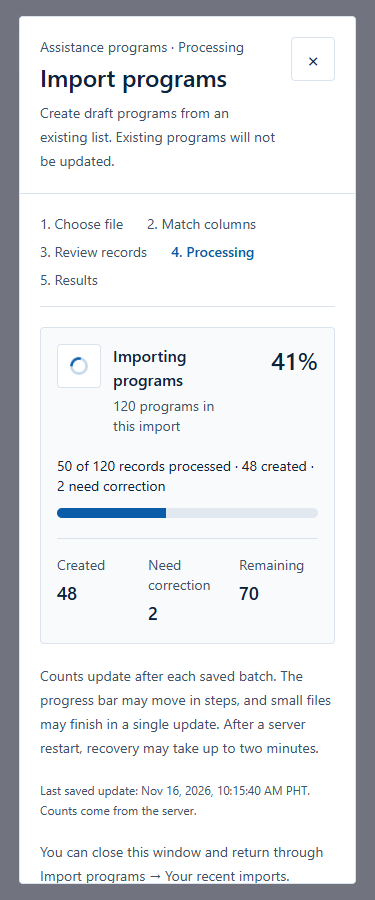 Assistance programs · Processing
×
Import programs
Create draft programs from an
existing list. Existing programs will not
be updated.
1. Choose file 2. Match columns
3. Review records 4. Processing
5. Results
Importing
programs
41%
120 programs in
this import
50 of 120 records processed · 48 created ·
2 need correction
Created
48
Need
correction
2
Remaining
70
Counts update after each saved batch. The
progress bar may move in steps, and small files
may finish in a single update. After a server
restart, recovery may take up to two minutes.
Last saved update: Nov 16, 2026, 10:15:40 AM PHT.
Counts come from the server.
You can close this window and return through
Import programs → Your recent imports.